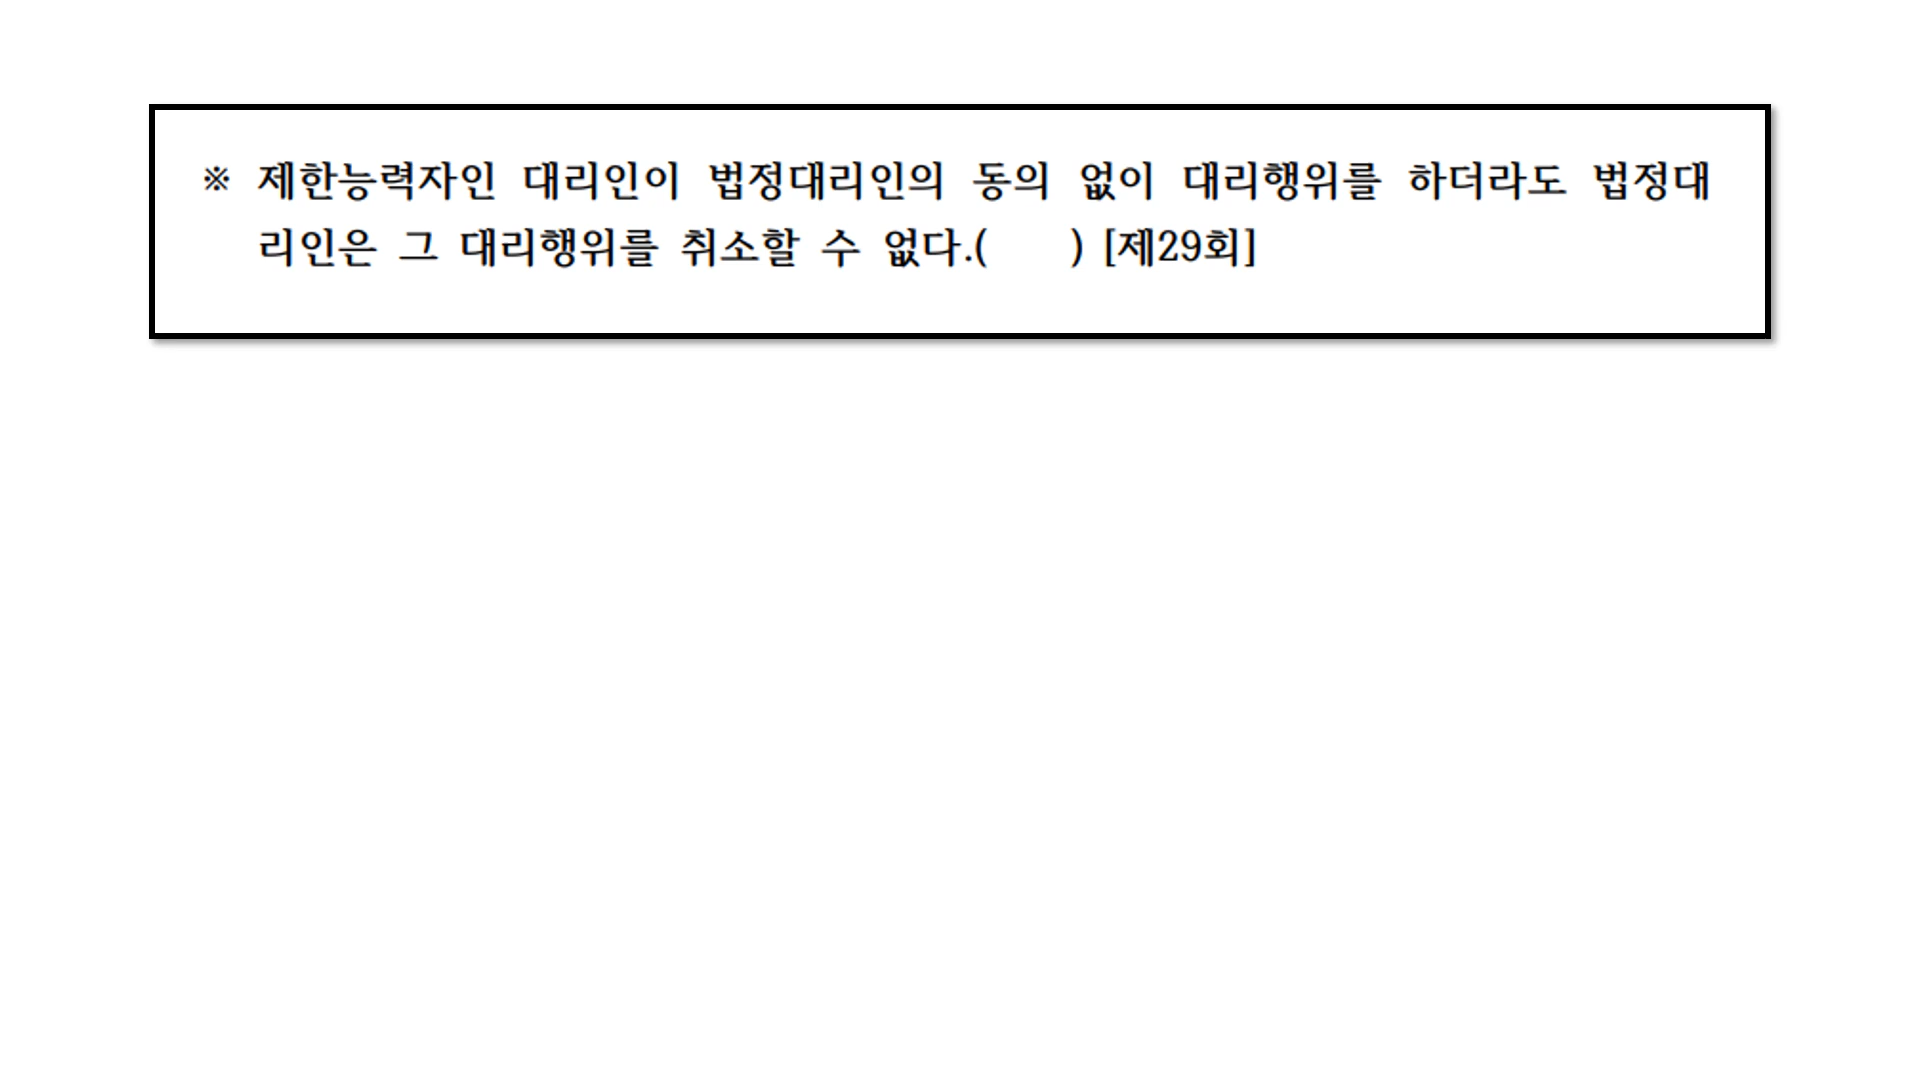 ※ 제한능력자인 대리인이 법정대리인의 동의 없이 대리행위를 하더라도 법정대
리인은 그 대리행위를 취소할 수 없다.(    ) [제29회]